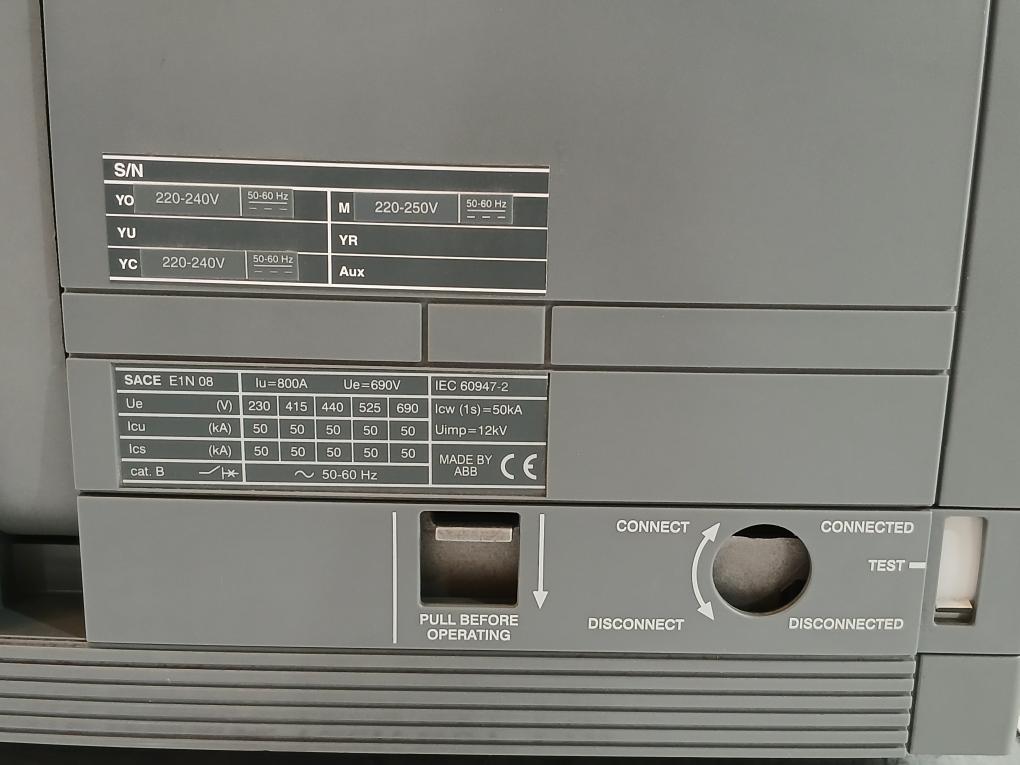 S/N
YO 220-240V 50-60 Hz M 220-250V 50-60 Hz
YU YR
YC 220-240V 50-60 Hz Aux
SACE E1N 08 Iu=800A Ue=690V IEC 60947-2
Ue (V) 230 415 440 525 690 Icw (1s)=50kA
Icu (kA) 50 50 50 50 50 Uimp=12kV
Ics (kA) 50 50 50 50 50 MADE BY
ABB CE
cat. B ~ 50-60 Hz
CONNECT CONNECTED
TEST
PULL BEFORE
OPERATING
DISCONNECT DISCONNECTED